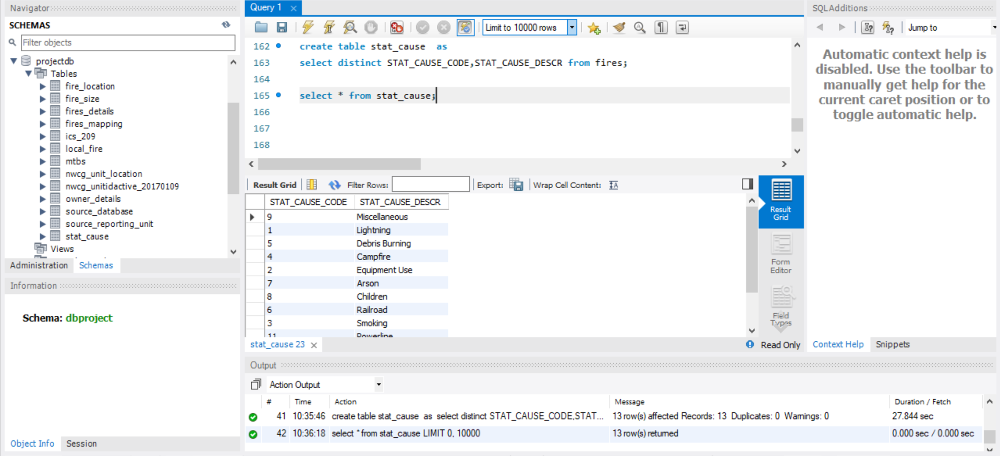 Navigator
SCHEMAS
Filter objects
projectdb
Tables
fire_location
fire_size
fires_details
fires_mapping
ics_209
local_fire
mtbs
nwcg_unit_location
nwcg_unitidactive_20170109
owner_details
source_database
source_reporting_unit
stat_cause
Views
Administration Schemas
Information
Schema: dbproject
Object Info Session
Query 1
Limit to 10000 rows
162 create table stat_cause  as
163 select distinct STAT_CAUSE_CODE,STAT_CAUSE_DESCR from fires;
164
165 select * from stat_cause;
166
167
168
Result Grid Filter Rows: Export: Wrap Cell Content:
STAT_CAUSE_CODE STAT_CAUSE_DESCR
9 Miscellaneous
1 Lightning
5 Debris Burning
4 Campfire
2 Equipment Use
7 Arson
8 Children
6 Railroad
3 Smoking
11 Powerline
Result
Grid
Form
Editor
Field
Types
stat_cause 23 Read Only
Output
Action Output
# Time Action Message Duration / Fetch
41 10:35:46 create table stat_cause  as  select distinct STAT_CAUSE_CODE,STAT... 13 row(s) affected Records: 13  Duplicates: 0  Warnings: 0 27.844 sec
42 10:36:18 select * from stat_cause LIMIT 0, 10000 13 row(s) returned 0.000 sec / 0.000 sec
SQLAdditions
Jump to
Automatic context help is
disabled. Use the toolbar to
manually get help for the
current caret position or to
toggle automatic help.
Context Help Snippets